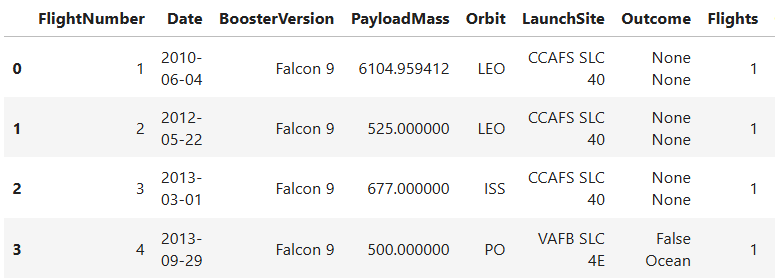 FlightNumber Date BoosterVersion PayloadMass Orbit LaunchSite Outcome Flights
0 1 2010-06-04 Falcon 9 6104.959412 LEO CCAFS SLC 40 None None 1
1 2 2012-05-22 Falcon 9 525.000000 LEO CCAFS SLC 40 None None 1
2 3 2013-03-01 Falcon 9 677.000000 ISS CCAFS SLC 40 None None 1
3 4 2013-09-29 Falcon 9 500.000000 PO VAFB SLC 4E False Ocean 1